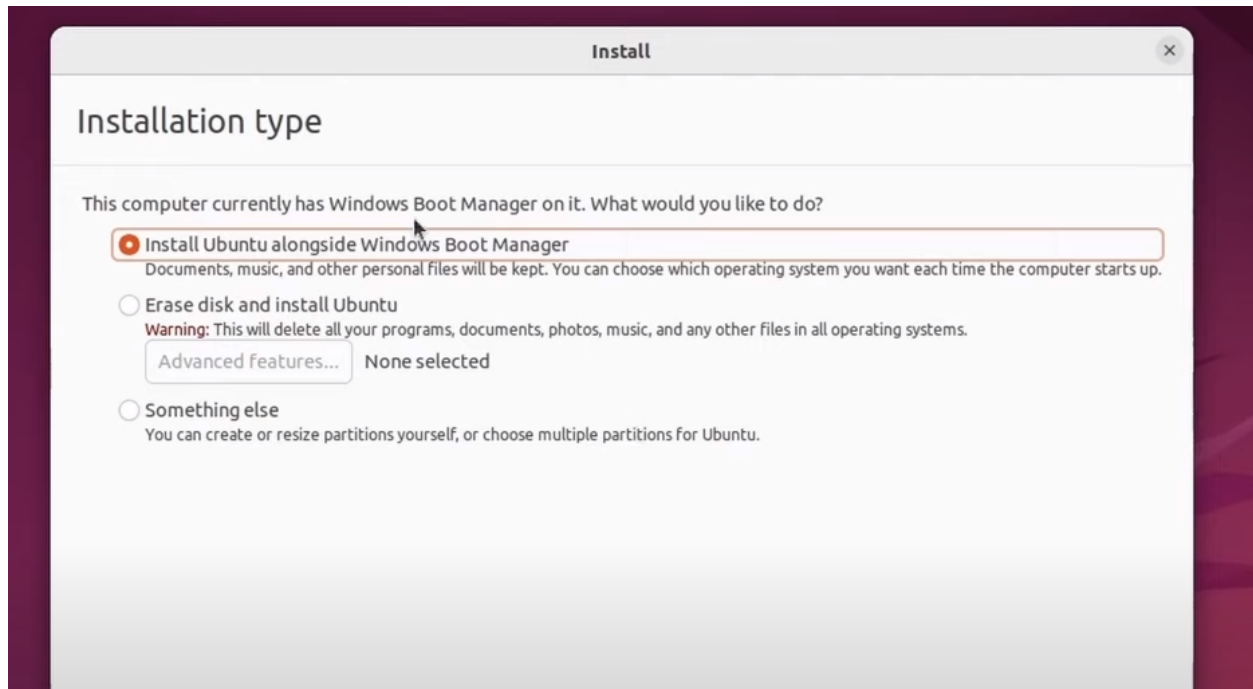 Install
Installation type
This computer currently has Windows Boot Manager on it. What would you like to do?
Install Ubuntu alongside Windows Boot Manager
Documents, music, and other personal files will be kept. You can choose which operating system you want each time the computer starts up.
Erase disk and install Ubuntu
Warning: This will delete all your programs, documents, photos, music, and any other files in all operating systems.
Advanced features... None selected
Something else
You can create or resize partitions yourself, or choose multiple partitions for Ubuntu.